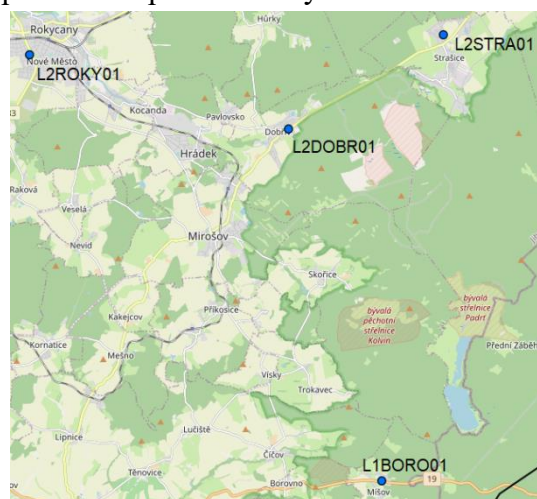 Rokycany
Hůrky
L2STRA01
Nové Město
Strašice
L2ROKY01
Kocanda
Pavlovsko
Dobřív
L2DOBR01
Hrádek
Raková
Veselá
Mirošov
Nevid
Skořice
bývalá
střelnice
Padrť
Příkosice
bývalá
pěchotní
střelnice
Kolvín
Kakejcov
Kornatice
Mešno
Přední Záběh
Vísky
Trokavec
Lučiště
Lipnice
Číčov
L1BORO01
Těnovice
Borovno
19
Míšov